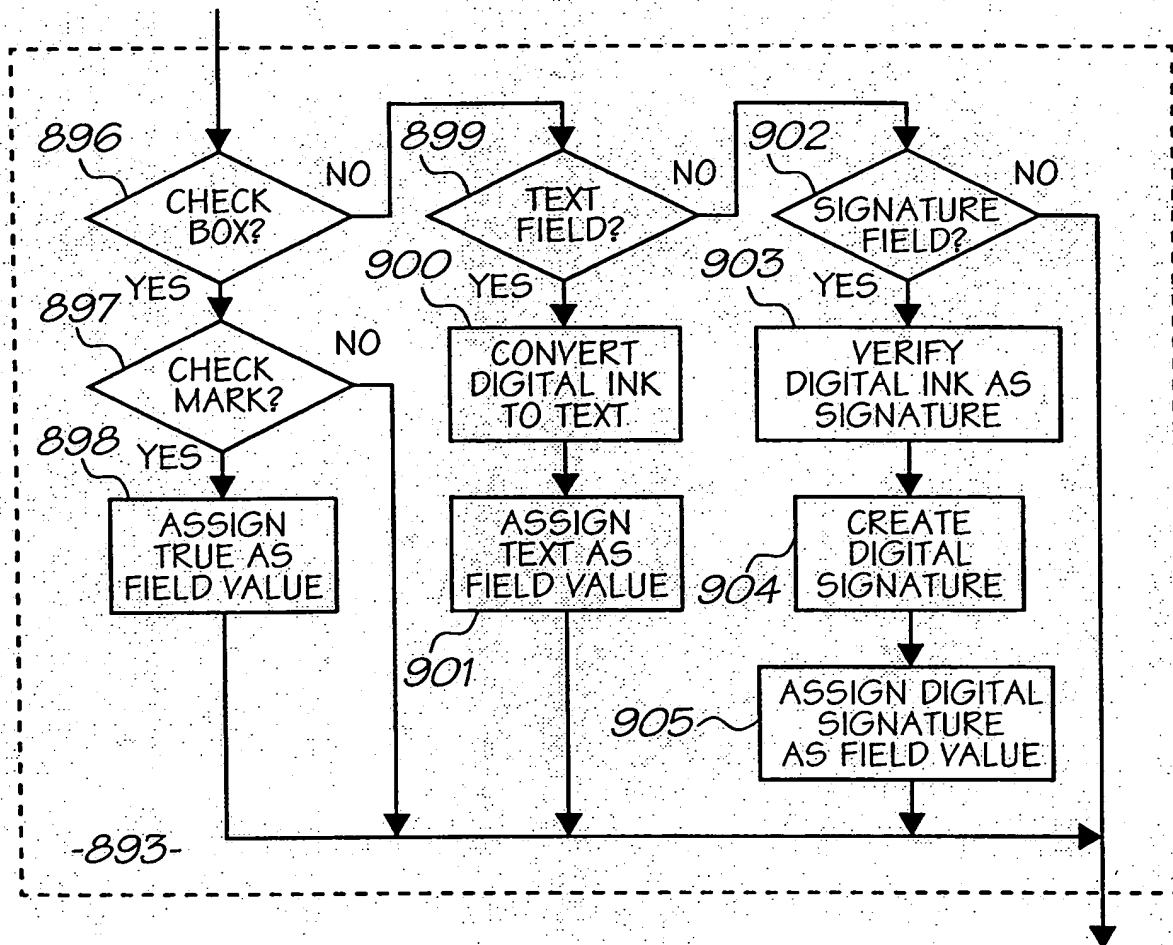 896
CHECK
BOX?
NO
YES
897
CHECK
MARK?
NO
YES
898
ASSIGN
TRUE AS
FIELD VALUE
899
TEXT
FIELD?
NO
YES
900
CONVERT
DIGITAL INK
TO TEXT
ASSIGN
TEXT AS
FIELD VALUE
901
902
SIGNATURE
FIELD?
NO
YES
903
VERIFY
DIGITAL INK AS
SIGNATURE
CREATE
DIGITAL
SIGNATURE
904
ASSIGN DIGITAL
SIGNATURE
AS FIELD VALUE
905
-893-